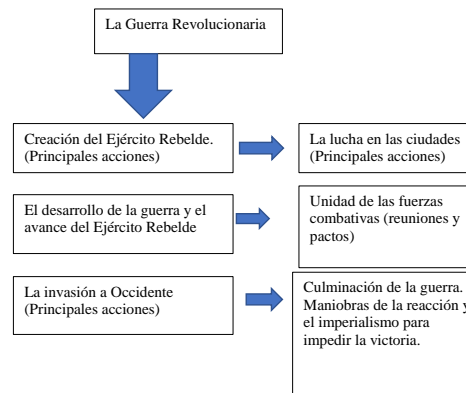 La Guerra Revolucionaria
Creación del Ejército Rebelde.
(Principales acciones)
La lucha en las ciudades
(Principales acciones)
El desarrollo de la guerra y el
avance del Ejército Rebelde
Unidad de las fuerzas
combativas (reuniones y
pactos)
La invasión a Occidente
(Principales acciones)
Culminación de la guerra.
Maniobras de la reacción y
el imperialismo para
impedir la victoria.